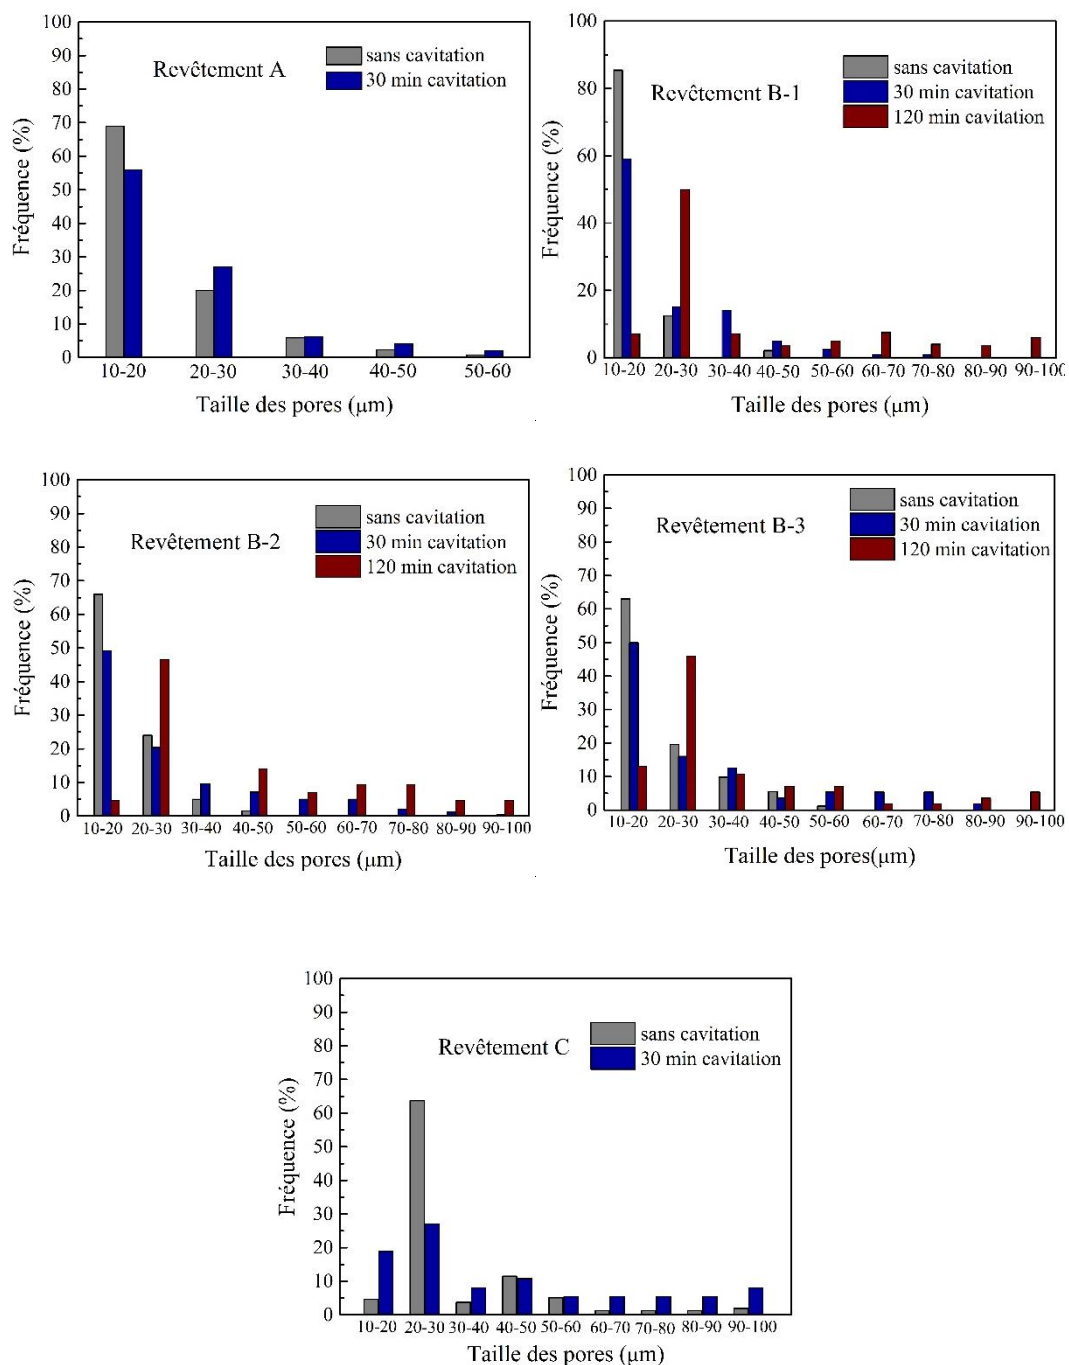 Revêtement A
sans cavitation
30 min cavitation
Fréquence (%)
100
90
80
70
60
50
40
30
20
10
0
10-20 20-30 30-40 40-50 50-60
Taille des pores (μm)
Revêtement B-1
sans cavitation
30 min cavitation
120 min cavitation
Fréquence (%)
100
80
60
40
20
0
10-20 20-30 30-40 40-50 50-60 60-70 70-80 80-90 90-100
Taille des pores (μm)
Revêtement B-2
sans cavitation
30 min cavitation
120 min cavitation
Fréquence (%)
100
90
80
70
60
50
40
30
20
10
0
10-20 20-30 30-40 40-50 50-60 60-70 70-80 80-90 90-100
Taille des pores (μm)
Revêtement B-3
sans cavitation
30 min cavitation
120 min cavitation
Fréquence (%)
100
90
80
70
60
50
40
30
20
10
0
10-20 20-30 30-40 40-50 50-60 60-70 70-80 80-90 90-100
Taille des pores(μm)
Revêtement C
sans cavitation
30 min cavitation
Fréquence (%)
100
90
80
70
60
50
40
30
20
10
0
10-20 20-30 30-40 40-50 50-60 60-70 70-80 80-90 90-100
Taille des pores (μm)